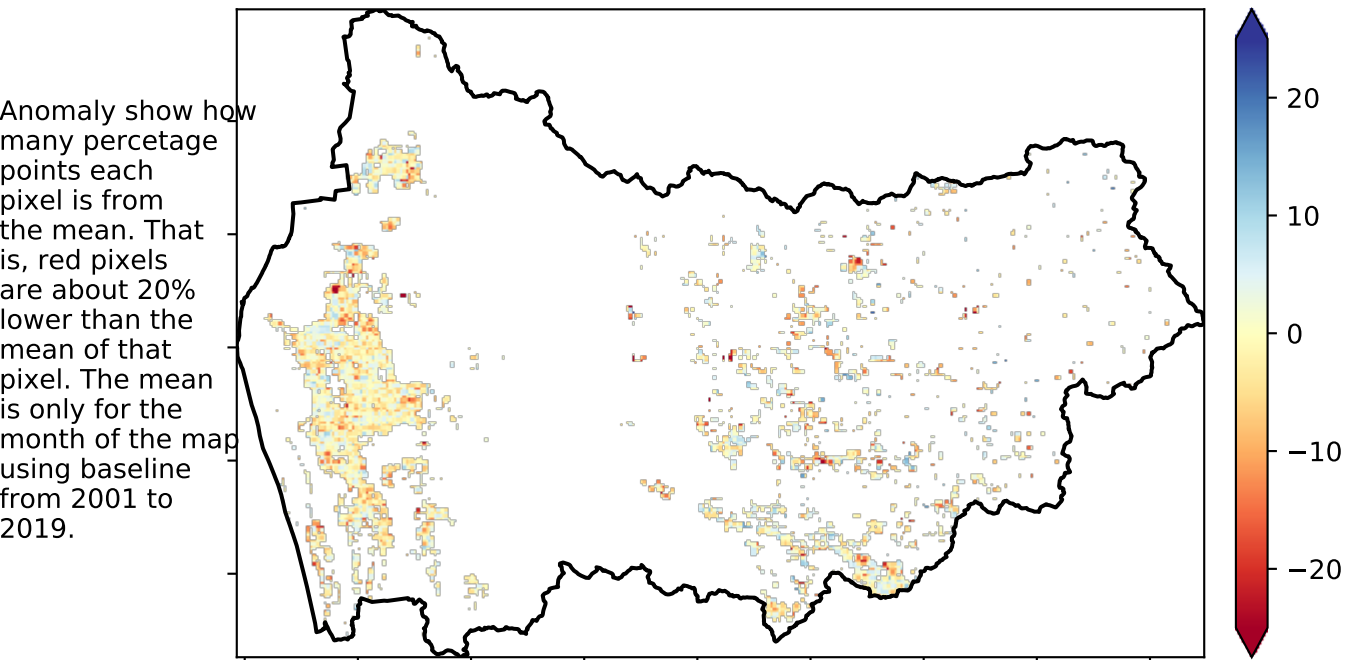 Anomaly show how
many percetage
points each
pixel is from
the mean. That
is, red pixels
are about 20%
lower than the
mean of that
pixel. The mean
is only for the
month of the map
using baseline
from 2001 to
2019.
20
10
0
−10
−20